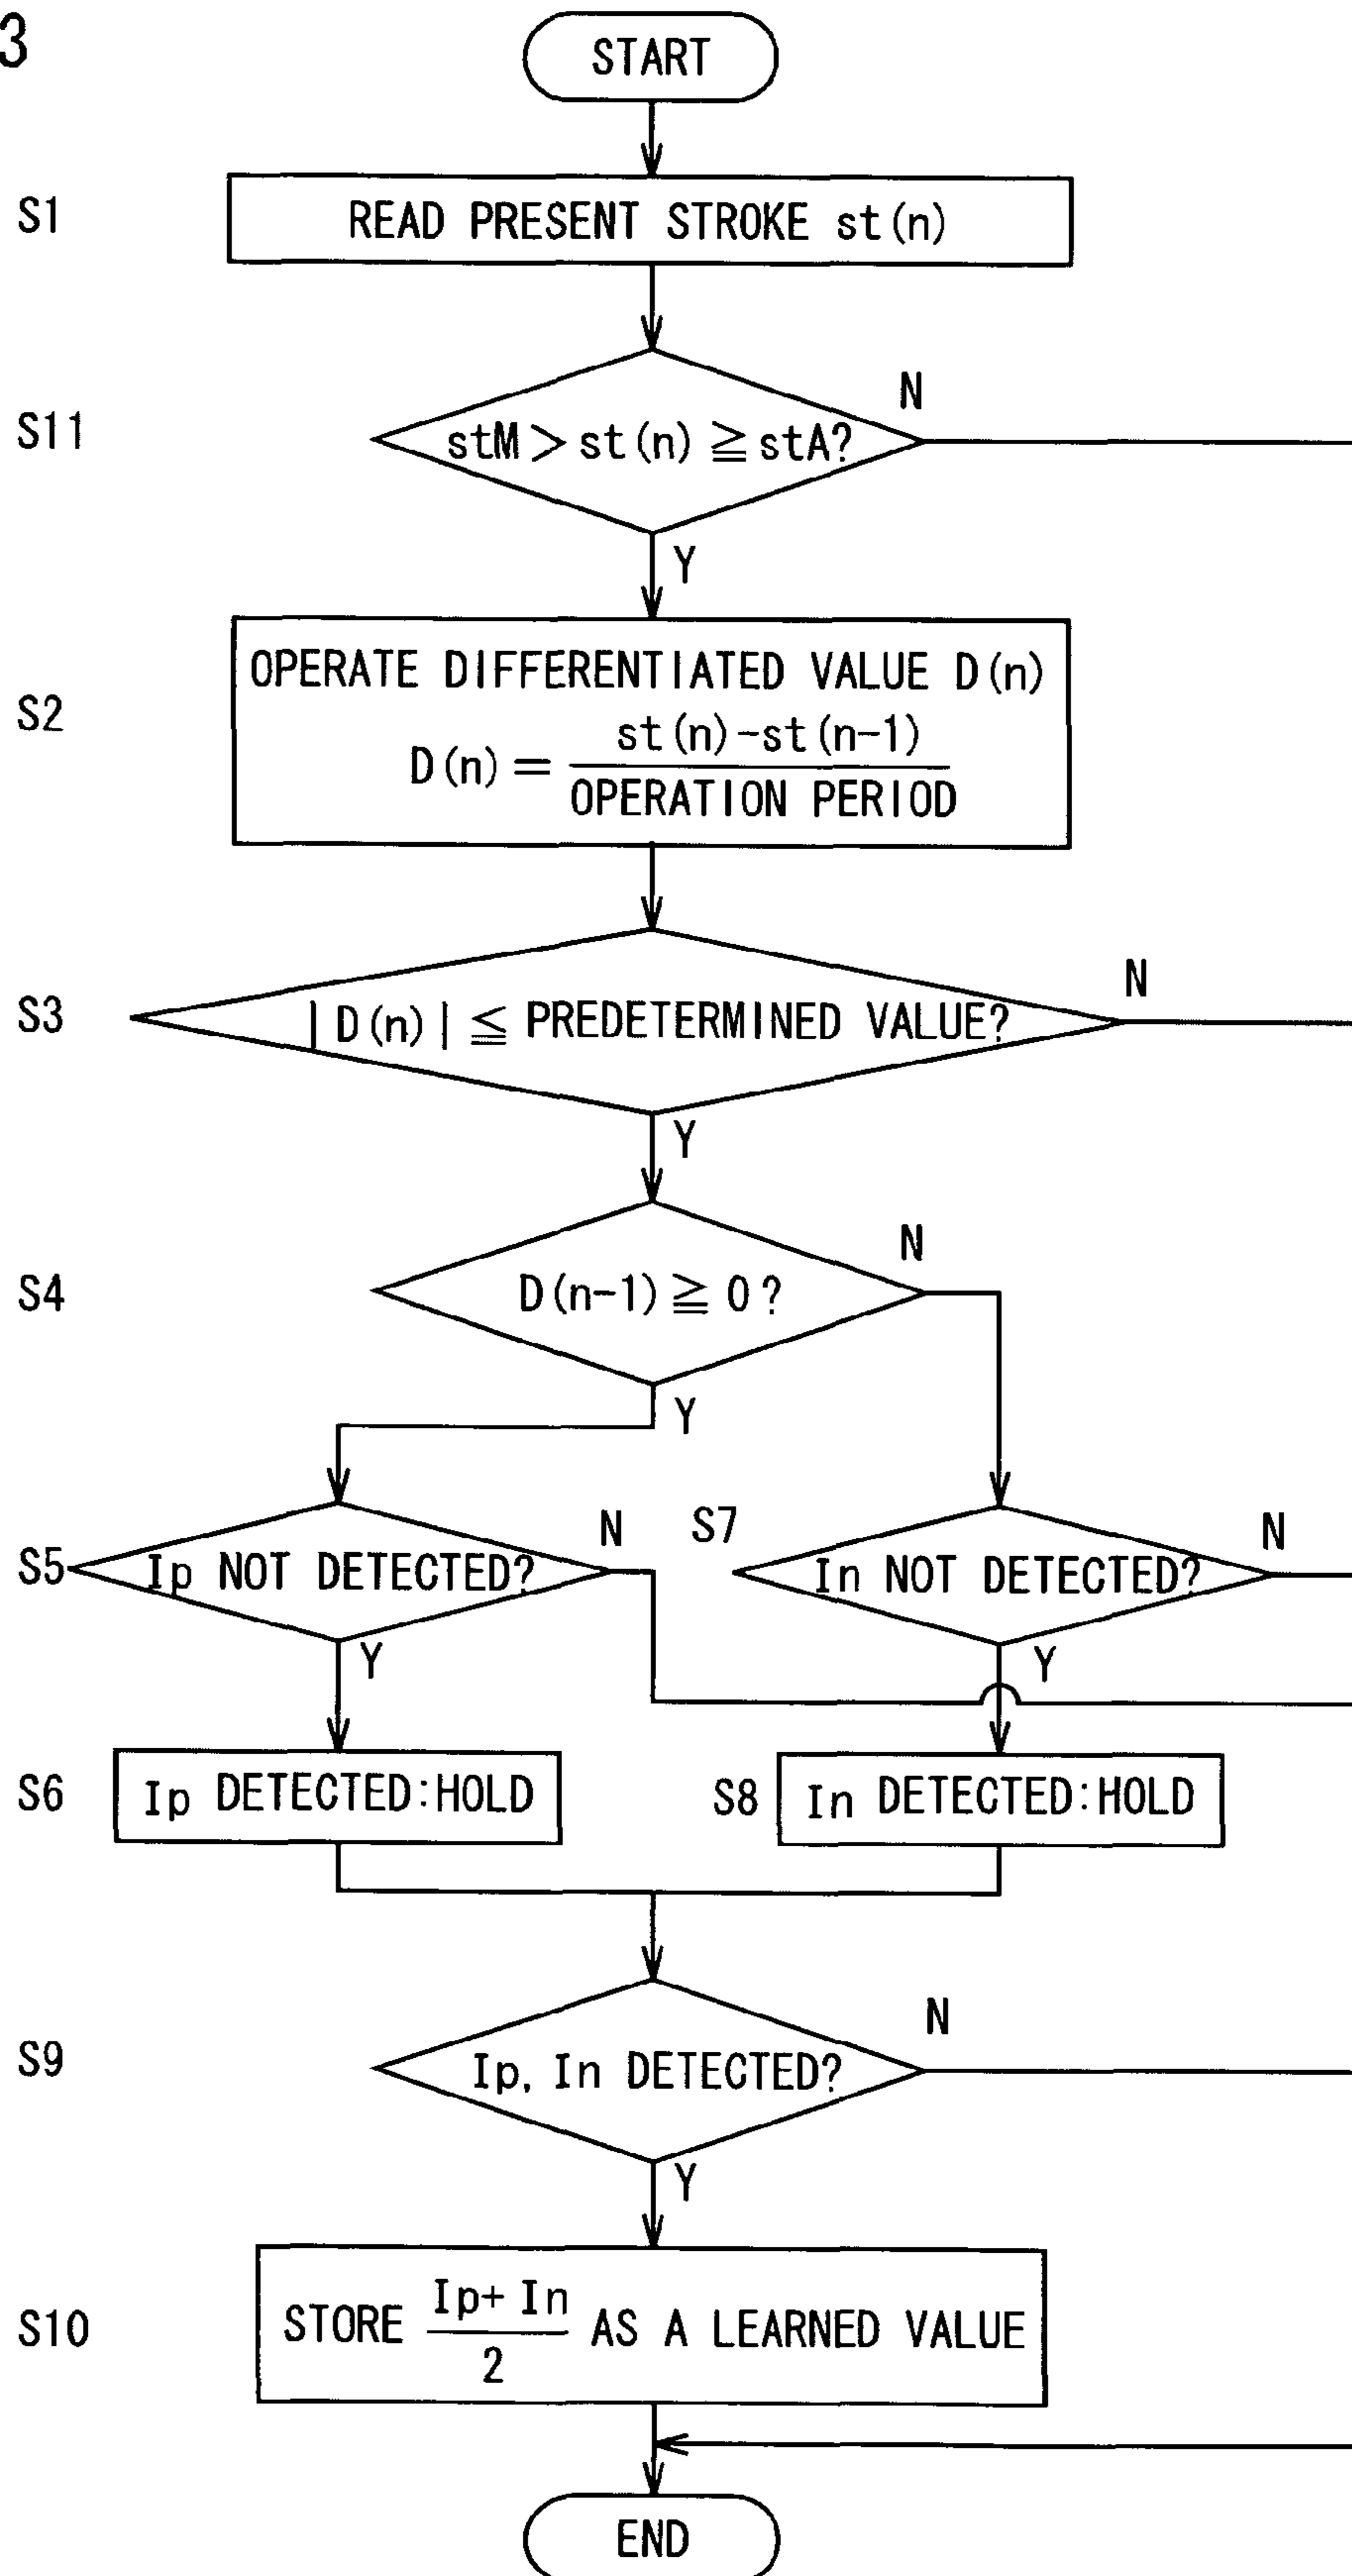 3
START
S1
READ PRESENT STROKE st(n)
S11
stM > st(n) ≧ stA?
N
Y
S2
OPERATE DIFFERENTIATED VALUE D(n)
D(n) = st(n)-st(n-1)
OPERATION PERIOD
S3
|D(n)| ≦ PREDETERMINED VALUE?
N
Y
S4
D(n-1) ≧ 0?
N
Y
S5
Ip NOT DETECTED?
N
Y
S7
In NOT DETECTED?
N
Y
S6
Ip DETECTED:HOLD
S8
In DETECTED:HOLD
S9
Ip, In DETECTED?
N
Y
S10
STORE Ip+ In / 2 AS A LEARNED VALUE
END